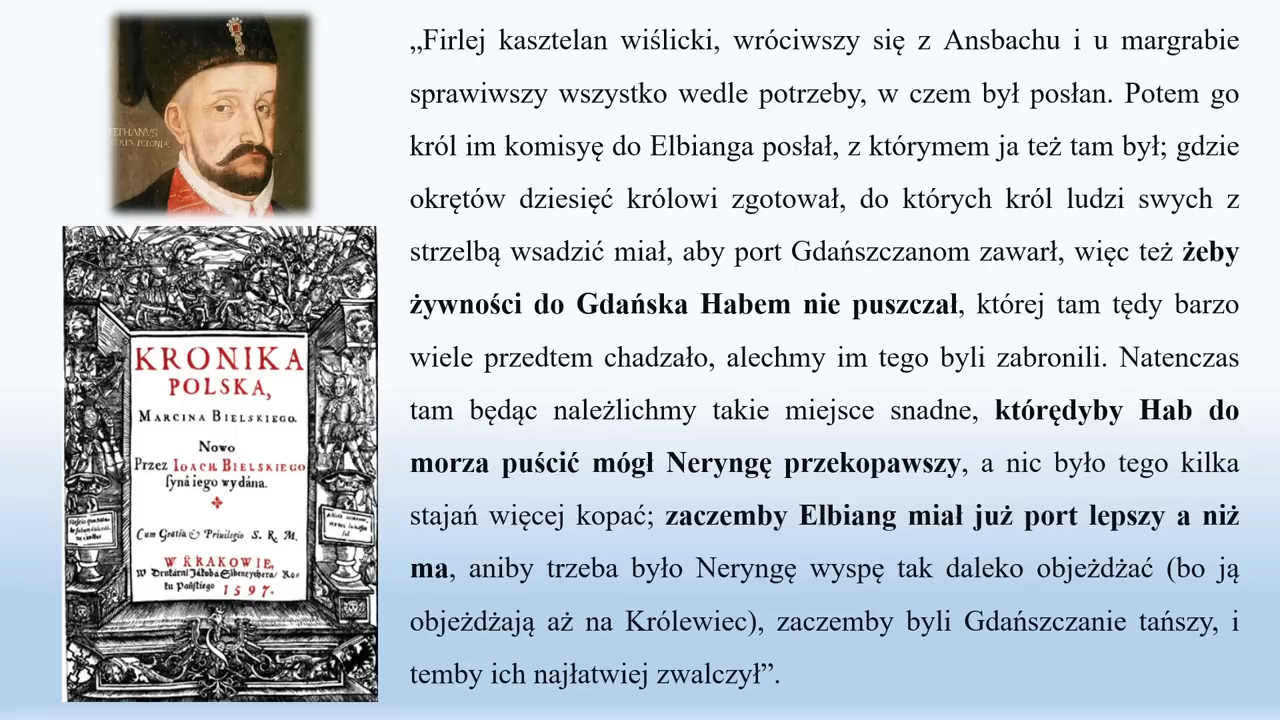 „Firlej kasztelan wiślicki, wróciwszy się z Ansbachu i u margrabie
sprawiwszy wszystko wedle potrzeby, w czem był posłan. Potem go
król im komisyę do Elbianga posłał, z którymem ja też tam był; gdzie
okrętów dziesięć królowi zgotował, do których król ludzi swych z
strzelbą wsadzić miał, aby port Gdańszczanom zawarł, więc też żeby
żywności do Gdańska Habem nie puszczał, której tam tędy barzo
wiele przedtem chadzało, alechmy im tego byli zabronili. Natenczas
tam będąc należlichmy takie miejsce snadne, którędyby Hab do
morza puścić mógł Neryngę przekopawszy, a nic było tego kilka
stajań więcej kopać; zaczemby Elbiang miał już port lepszy a niż
ma, aniby trzeba było Neryngę wyspę tak daleko objeżdżać (bo ją
objeżdżają aż na Królewiec), zaczemby byli Gdańszczanie tańszy, i
temby ich najłatwiej zwalczył”.
KRONIKA
POLSKA,
MARCINA BIELSKIEGO.
Nowo
Przez IOACH. BIELSKIEGO
syná iego wydána.
Cum Gratia & Priuilegio S. R. M.
W KRAKOWIE,
W Drukárni Jákobá Sibeneychera/ Ro-
ku Páńskiego 1597.